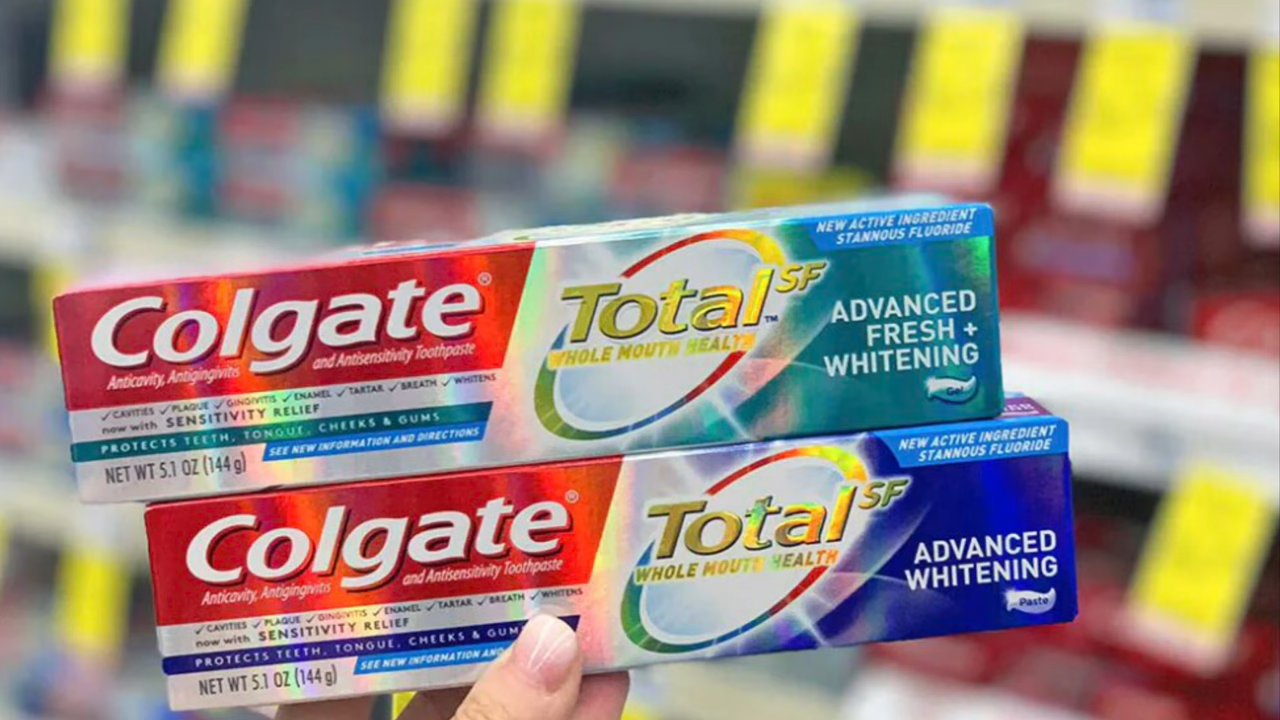 NEW ACTIVE INGREDIENT
STANNOUS FLUORIDE
Colgate®
Total SF™
WHOLE MOUTH HEALTH
ADVANCED
FRESH +
WHITENING
Gel
Anticavity, Antigingivitis and Antisensitivity Toothpaste
✓CAVITIES ✓PLAQUE ✓GINGIVITIS ✓ENAMEL ✓TARTAR ✓BREATH ✓WHITENS
now with SENSITIVITY RELIEF
PROTECTS TEETH, TONGUE, CHEEKS & GUMS
SEE NEW INFORMATION AND DIRECTIONS
NET WT 5.1 OZ (144 g)
NEW ACTIVE INGREDIENT
STANNOUS FLUORIDE
Colgate®
Total SF
WHOLE MOUTH HEALTH
ADVANCED
WHITENING
Paste
Anticavity, Antigingivitis and Antisensitivity Toothpaste
✓CAVITIES ✓PLAQUE ✓GINGIVITIS ✓ENAMEL ✓TARTAR ✓BREATH ✓WHITENS
now with SENSITIVITY RELIEF
PROTECTS TEETH, TONGUE, CHEEKS & GUM
SEE NEW INFORMATION AND
NET WT 5.1 OZ (144 g)